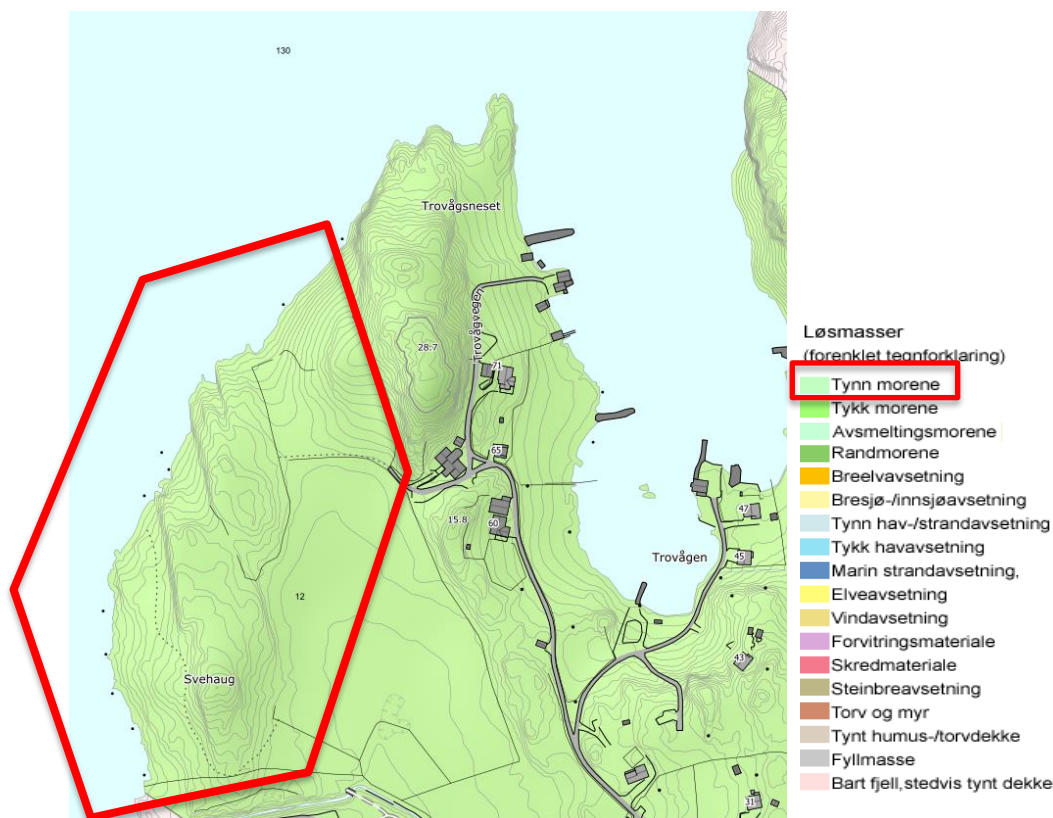 130
Trovågsneset
Trovågvegen
28.7
71
65
15.8
60
47
Trovågen
45
12
43
Svehaug
31
Løsmasser
(forenklet tegnforklaring)
Tynn morene
Tykk morene
Avsmeltingsmorene
Randmorene
Breelvavsetning
Bresjø-/innsjøavsetning
Tynn hav-/strandavsetning
Tykk havavsetning
Marin strandavsetning,
Elveavsetning
Vindavsetning
Forvitringsmateriale
Skredmateriale
Steinbreavsetning
Torv og myr
Tynt humus-/torvdekke
Fyllmasse
Bart fjell,stedvis tynt dekke